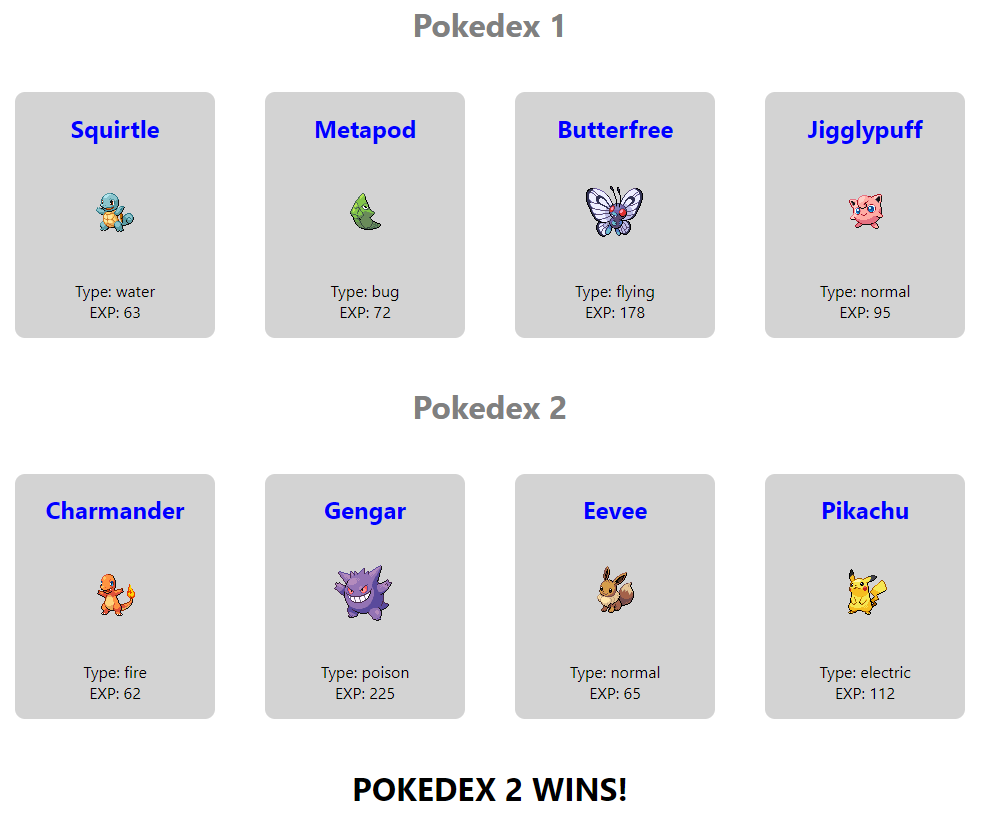 Pokedex 1
Squirtle
Type: water
EXP: 63
Metapod
Type: bug
EXP: 72
Butterfree
Type: flying
EXP: 178
Jigglypuff
Type: normal
EXP: 95
Pokedex 2
Charmander
Type: fire
EXP: 62
Gengar
Type: poison
EXP: 225
Eevee
Type: normal
EXP: 65
Pikachu
Type: electric
EXP: 112
POKEDEX 2 WINS!